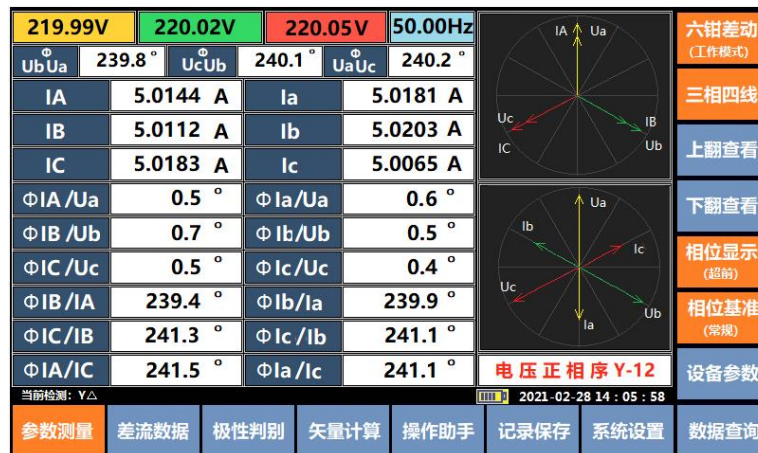 219.99V 220.02V 220.05V 50.00Hz 六钳差动
(工作模式)
Φ UbUa 239.8° Φ UcUb 240.1° Φ UaUc 240.2°
IA Ua
Uc IB
IC Ub
IA 5.0144 A Ia 5.0181 A 三相四线
IB 5.0112 A Ib 5.0203 A
IC 5.0183 A Ic 5.0065 A 上翻查看
ΦIA/Ua 0.5° ΦIa/Ua 0.6° 下翻查看
ΦIB/Ub 0.7° ΦIb/Ub 0.5°
ΦIC/Uc 0.5° ΦIc/Uc 0.4° 相位显示
(超前)
Ua
Ib Ic
Uc Ub
Ia
ΦIB/IA 239.4° ΦIb/Ia 239.9° 相位基准
(常规)
ΦIC/IB 241.3° ΦIc/Ib 241.1°
ΦIA/IC 241.5° ΦIa/Ic 241.1° 电压正相序Y-12 设备参数
当前检测: Y△ 2021-02-28 14:05:58
参数测量 差流数据 极性判别 矢量计算 操作助手 记录保存 系统设置 数据查询